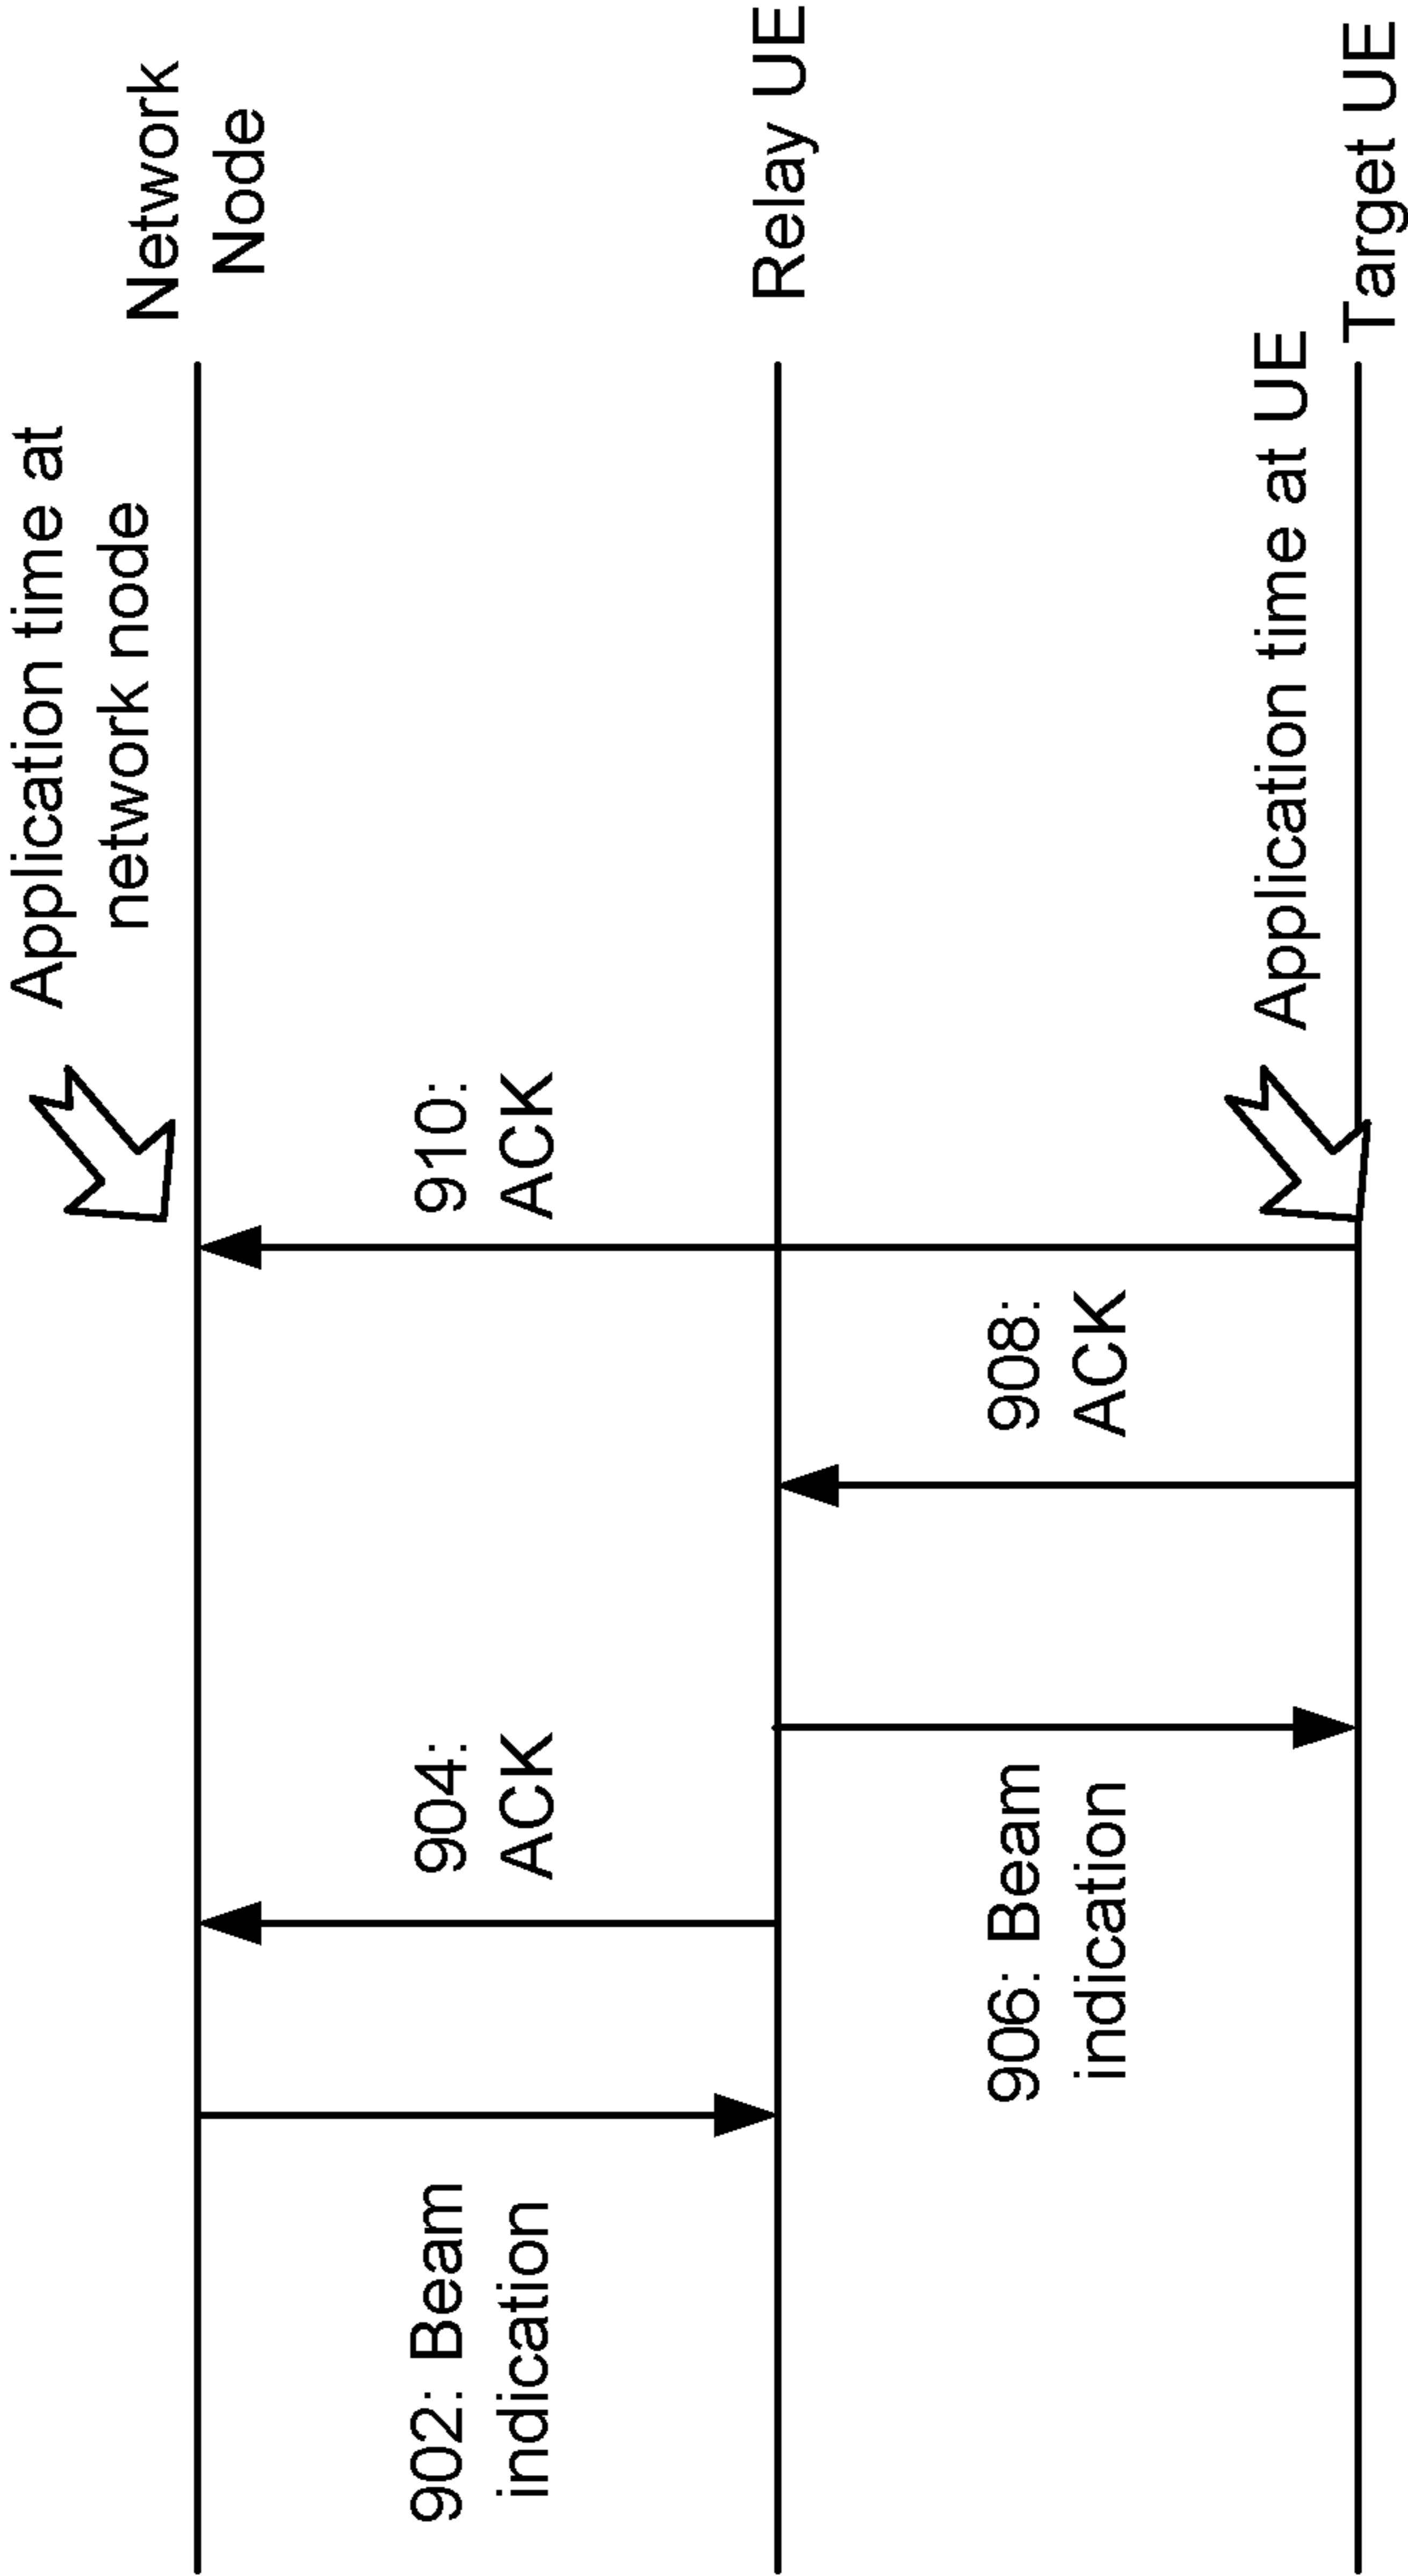 Application time at
network node
Network
Node
902: Beam
indication
904:
ACK
910:
ACK
Relay UE
906: Beam
indication
908:
ACK
Application time at UE
Target UE